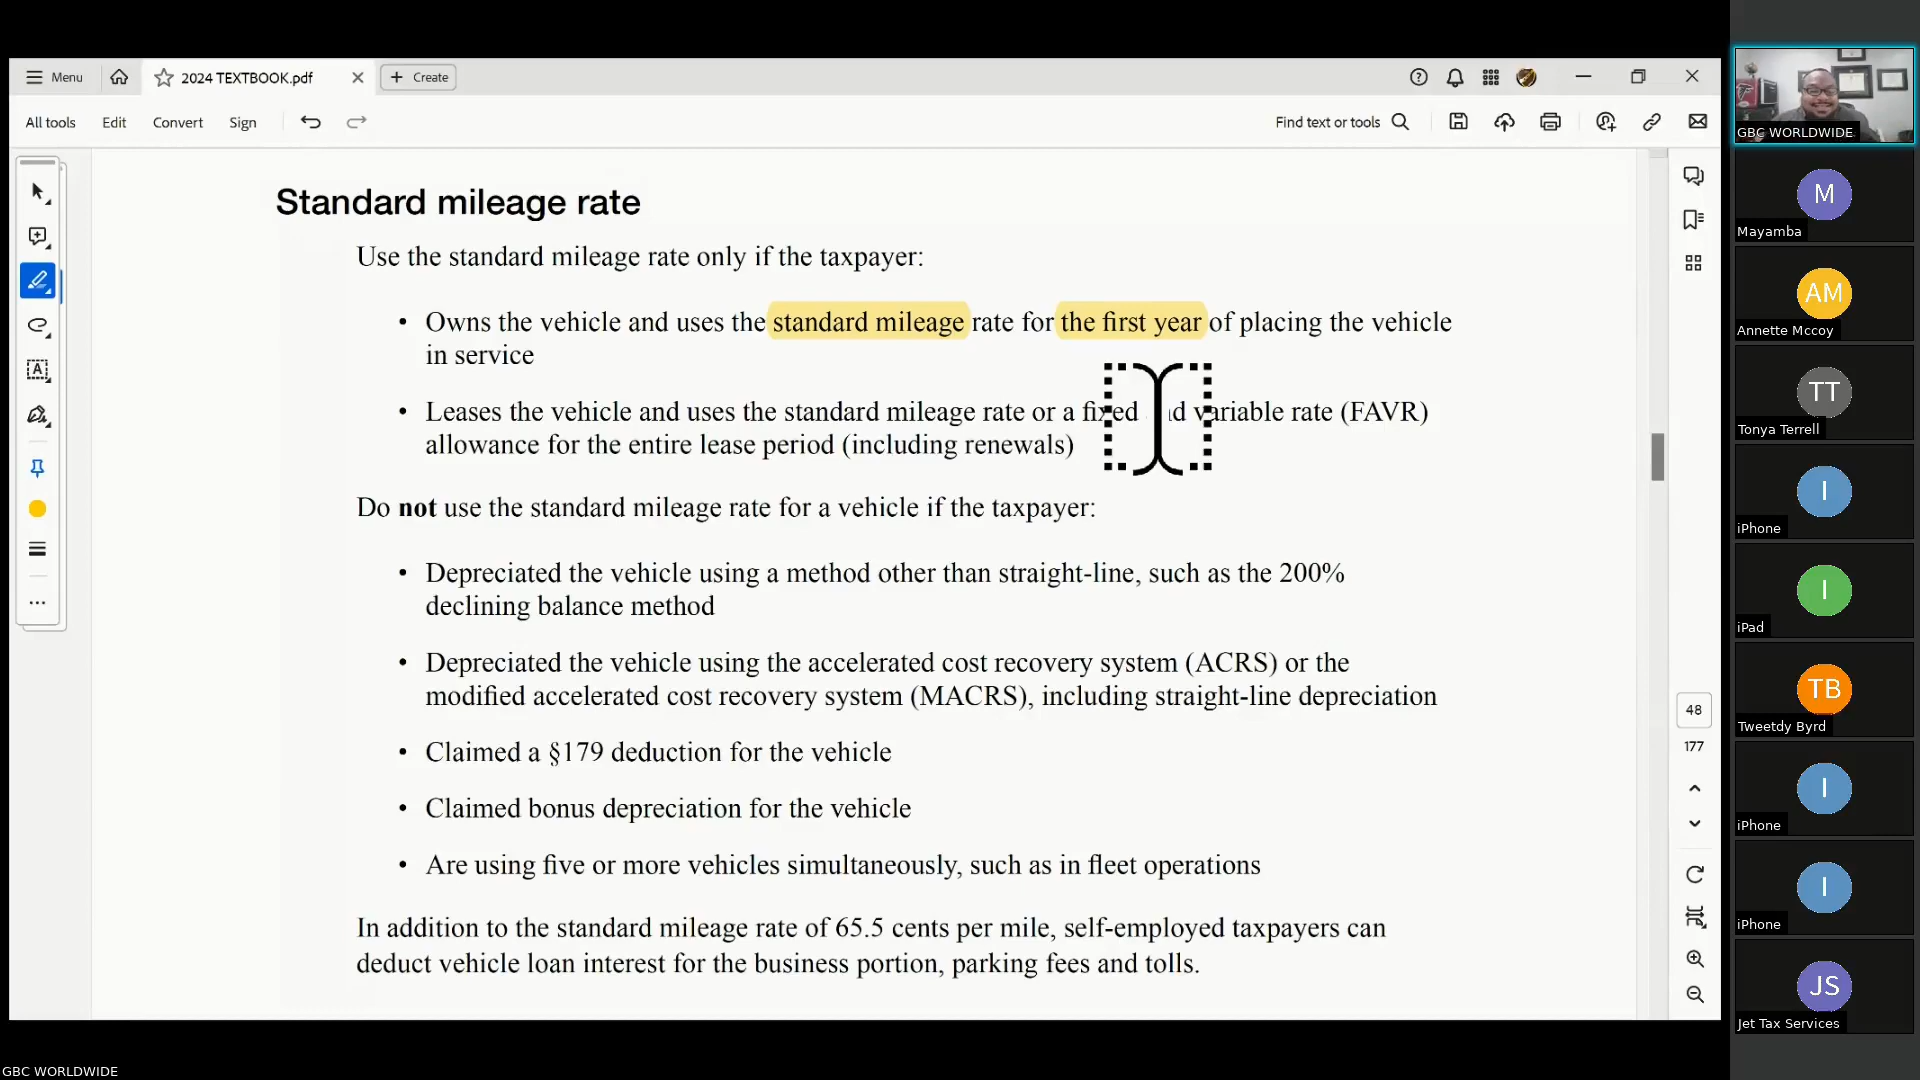 Menu
2024 TEXTBOOK.pdf
Create
All tools
Edit
Convert
Sign
Find text or tools
Standard mileage rate
Use the standard mileage rate only if the taxpayer:
• Owns the vehicle and uses the standard mileage rate for the first year of placing the vehicle
in service
• Leases the vehicle and uses the standard mileage rate or a fixed and variable rate (FAVR)
allowance for the entire lease period (including renewals)
Do not use the standard mileage rate for a vehicle if the taxpayer:
• Depreciated the vehicle using a method other than straight-line, such as the 200%
declining balance method
• Depreciated the vehicle using the accelerated cost recovery system (ACRS) or the
modified accelerated cost recovery system (MACRS), including straight-line depreciation
• Claimed a §179 deduction for the vehicle
• Claimed bonus depreciation for the vehicle
• Are using five or more vehicles simultaneously, such as in fleet operations
In addition to the standard mileage rate of 65.5 cents per mile, self-employed taxpayers can
deduct vehicle loan interest for the business portion, parking fees and tolls.
48
177
GBC WORLDWIDE
M
Mayamba
AM
Annette Mccoy
TT
Tonya Terrell
I
iPhone
I
iPad
TB
Tweetdy Byrd
I
iPhone
I
iPhone
JS
Jet Tax Services
GBC WORLDWIDE